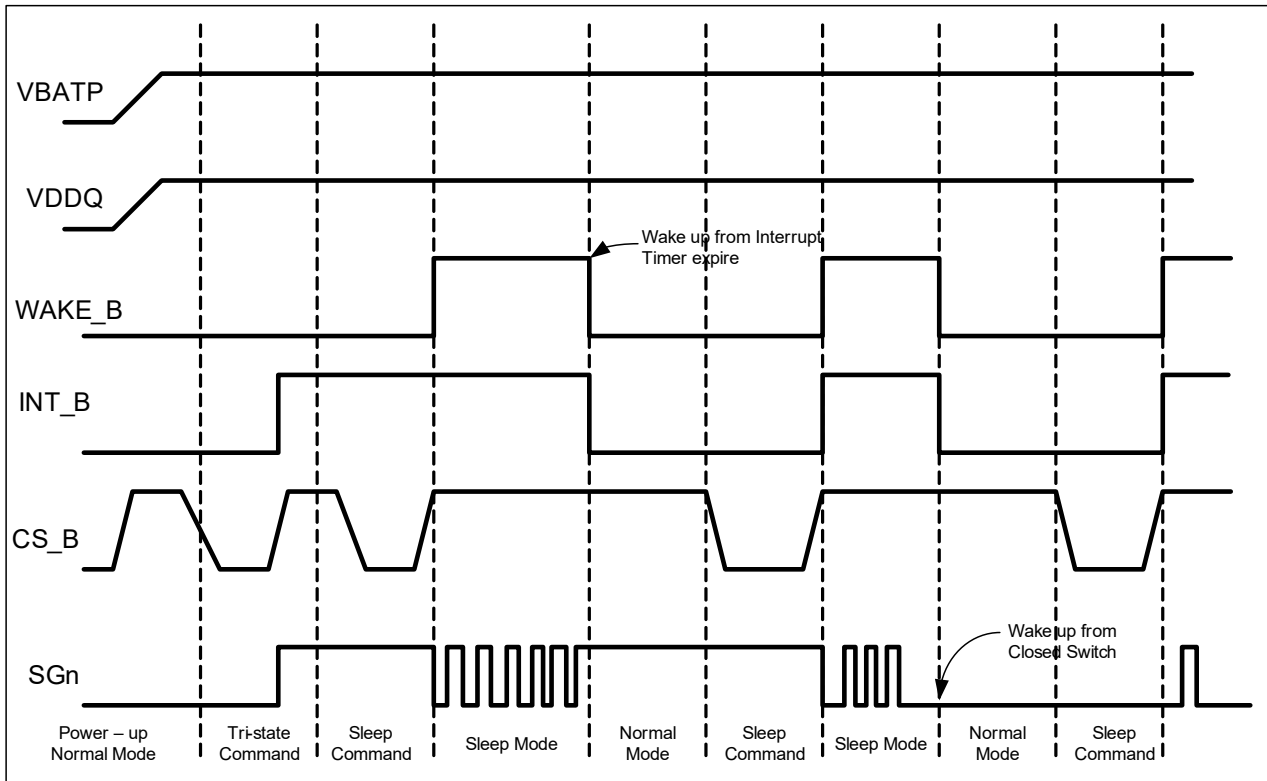 VBATP
VDDQ
Wake up from Interrupt
Timer expire
WAKE_B
INT_B
CS_B
Wake up from
Closed Switch
SGn
Power – up
Normal Mode
Tri-state
Command
Sleep
Command
Sleep Mode
Normal
Mode
Sleep
Command
Sleep Mode
Normal
Mode
Sleep
Command